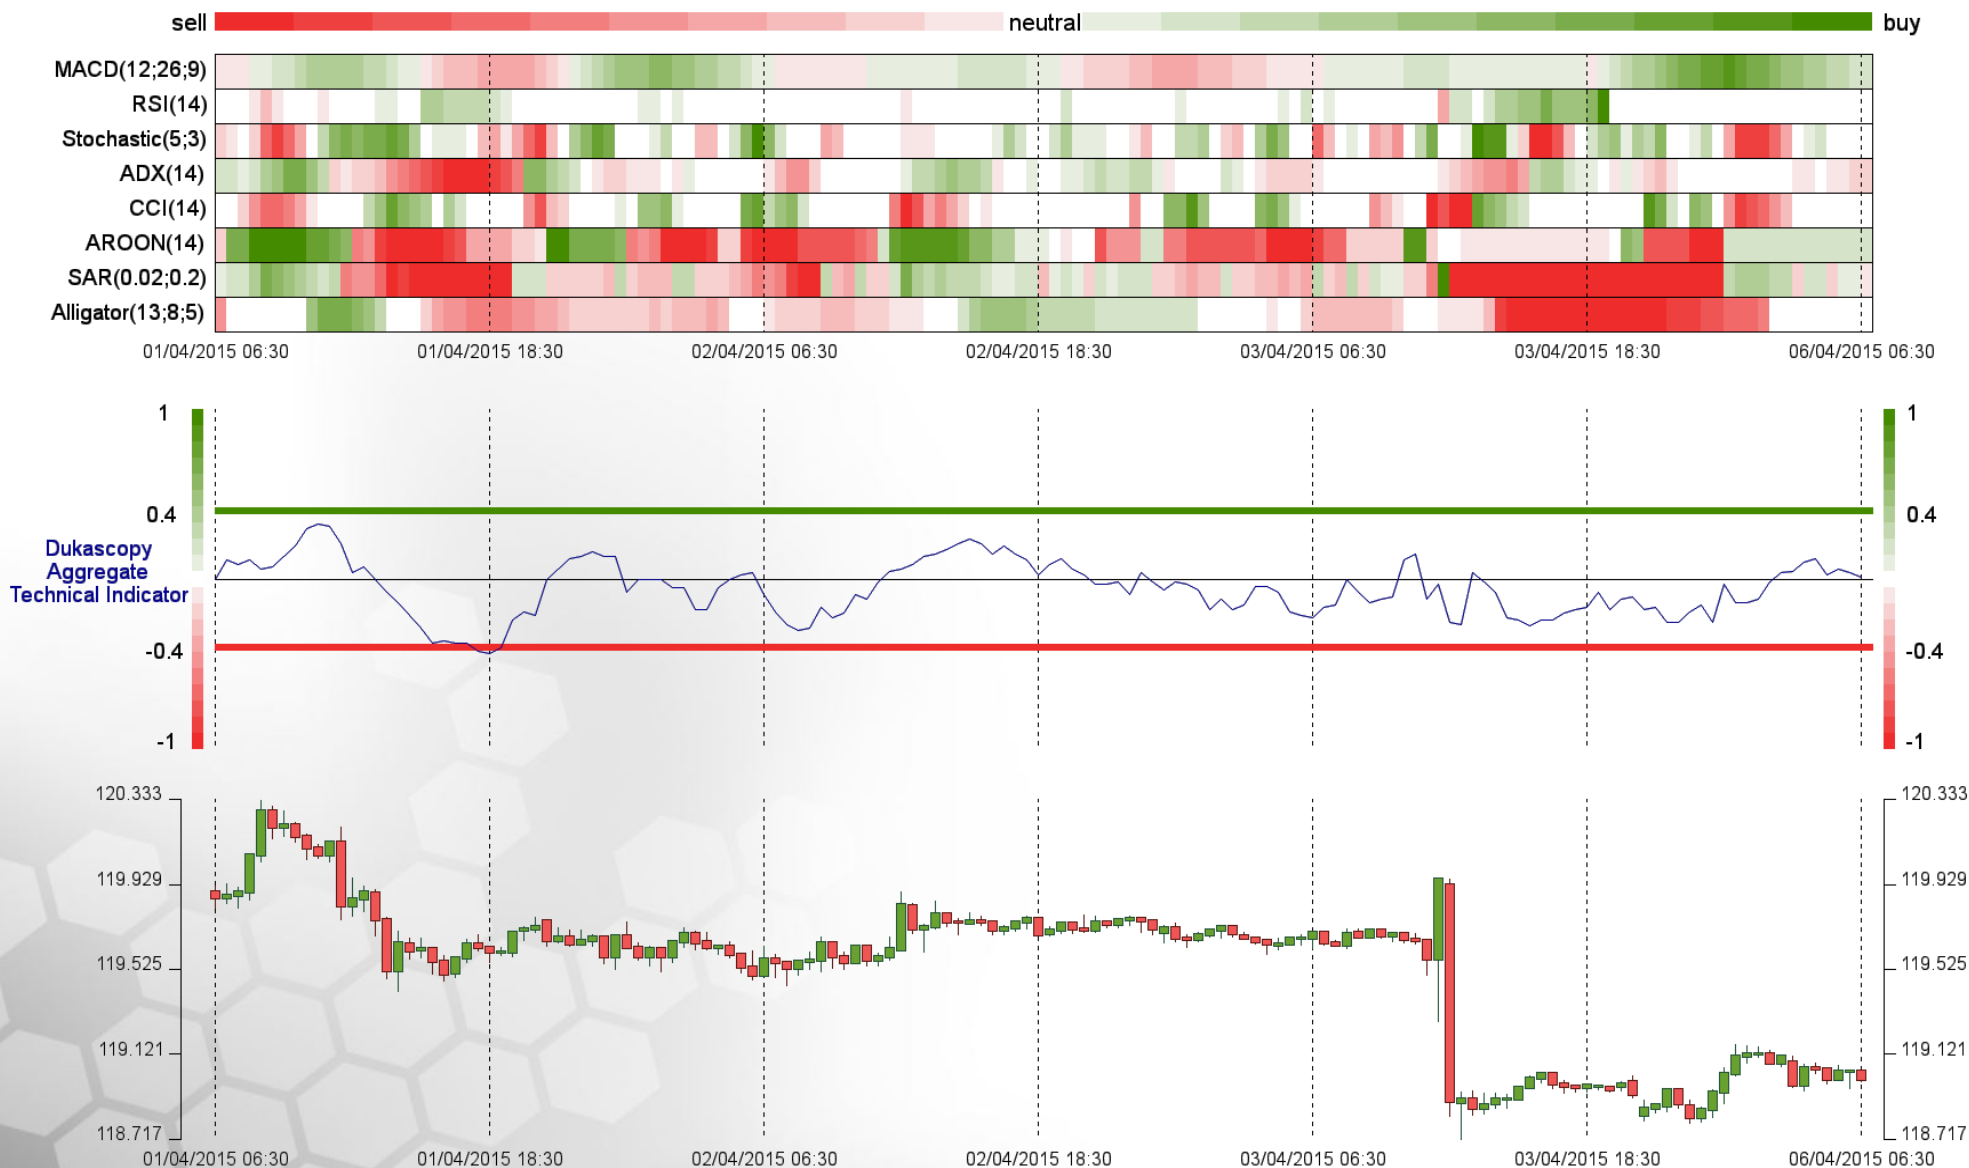 sell neutral buy
MACD(12;26;9)
RSI(14)
Stochastic(5;3)
ADX(14)
CCI(14)
AROON(14)
SAR(0.02;0.2)
Alligator(13;8;5)
01/04/2015 06:30 01/04/2015 18:30 02/04/2015 06:30 02/04/2015 18:30 03/04/2015 06:30 03/04/2015 18:30 06/04/2015 06:30
1 1
0.4 0.4
Dukascopy
Aggregate
Technical Indicator
-0.4 -0.4
-1 -1
120.333 120.333
119.929 119.929
119.525 119.525
119.121 119.121
118.717 118.717
01/04/2015 06:30 01/04/2015 18:30 02/04/2015 06:30 02/04/2015 18:30 03/04/2015 06:30 03/04/2015 18:30 06/04/2015 06:30